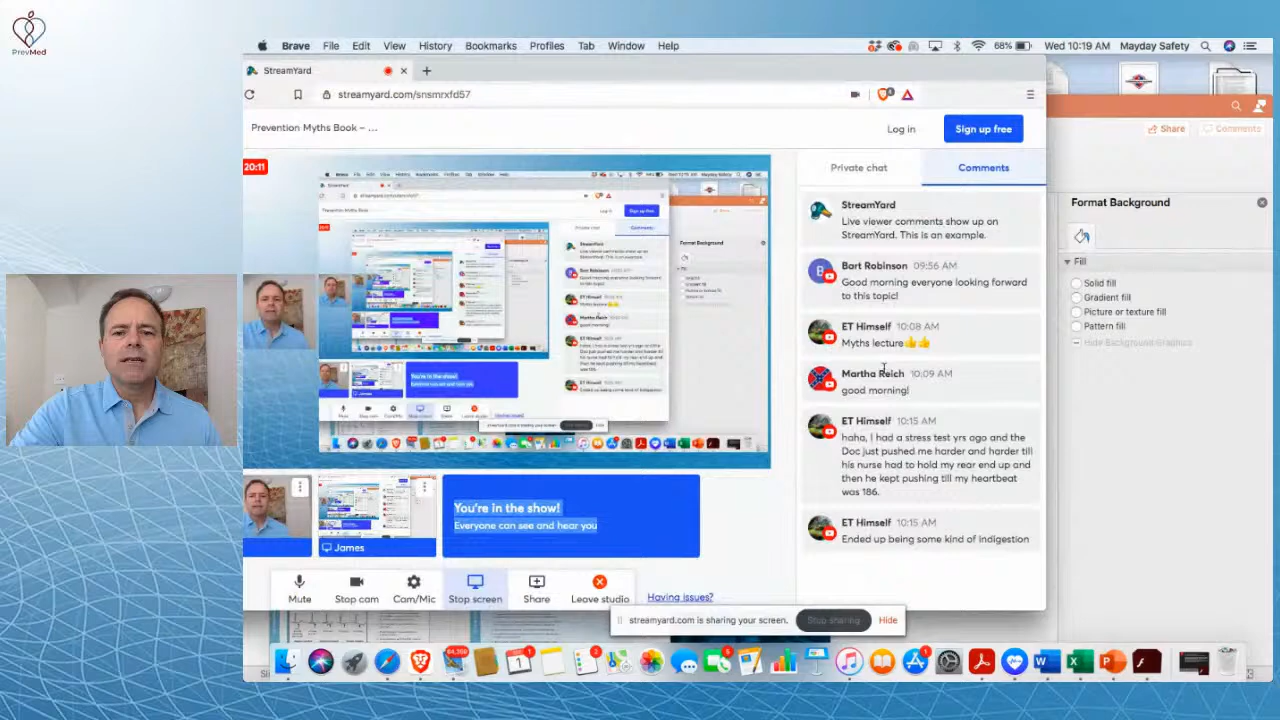 PrevMed
Brave File Edit View History Bookmarks Profiles Tab Window Help
68% Wed 10:19 AM Mayday Safety
StreamYard
streamyard.com/snsmrxfd57
Prevention Myths Book – ...
Log in
Sign up free
Share
Comments
20:11
Private chat
Comments
StreamYard
Live viewer comments show up on
StreamYard. This is an example.
Bart Robinson 09:56 AM
Good morning everyone looking forward
to this topic!
ET Himself 10:08 AM
Myths lecture👍👍
Martha Reich 10:09 AM
good morning!
ET Himself 10:15 AM
haha, I had a stress test yrs ago and the
Doc just pushed me harder and harder till
his nurse had to hold my rear end up and
then he kept pushing till my heartbeat
was 186.
ET Himself 10:15 AM
Ended up being some kind of indigestion
Format Background
Fill
Solid fill
Gradient fill
Picture or texture fill
Pattern fill
Hide Background Graphics
You're in the show!
Everyone can see and hear you
James
Mute
Stop cam
Cam/Mic
Stop screen
Share
Leave studio
Having issues?
streamyard.com is sharing your screen.
Stop sharing
Hide